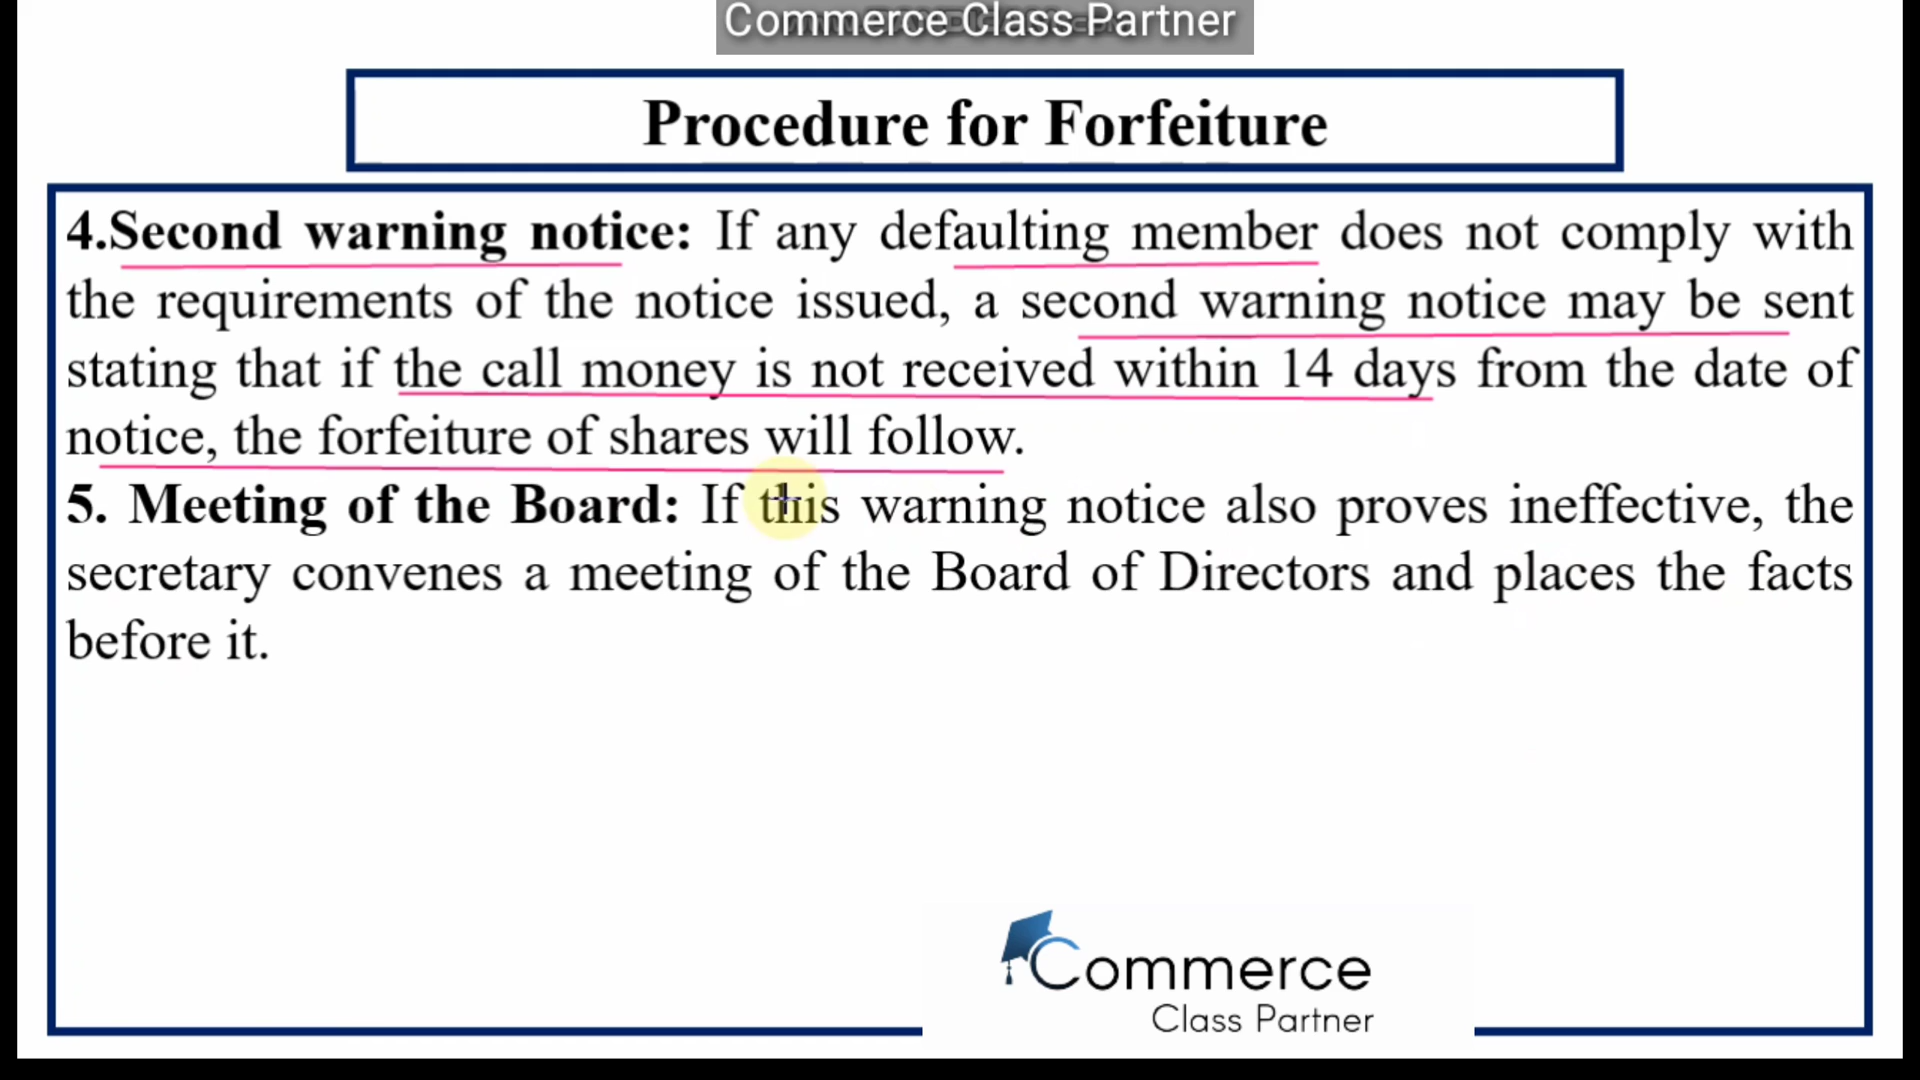 Commerce Class Partner
Procedure for Forfeiture
4.Second warning notice: If any defaulting member does not comply with
the requirements of the notice issued, a second warning notice may be sent
stating that if the call money is not received within 14 days from the date of
notice, the forfeiture of shares will follow.
5. Meeting of the Board: If this warning notice also proves ineffective, the
secretary convenes a meeting of the Board of Directors and places the facts
before it.
Commerce
Class Partner